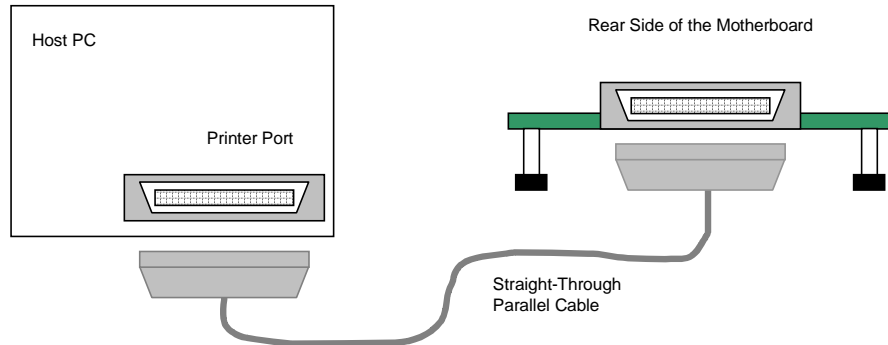 Host PC
Rear Side of the Motherboard
Printer Port
Straight-Through
Parallel Cable